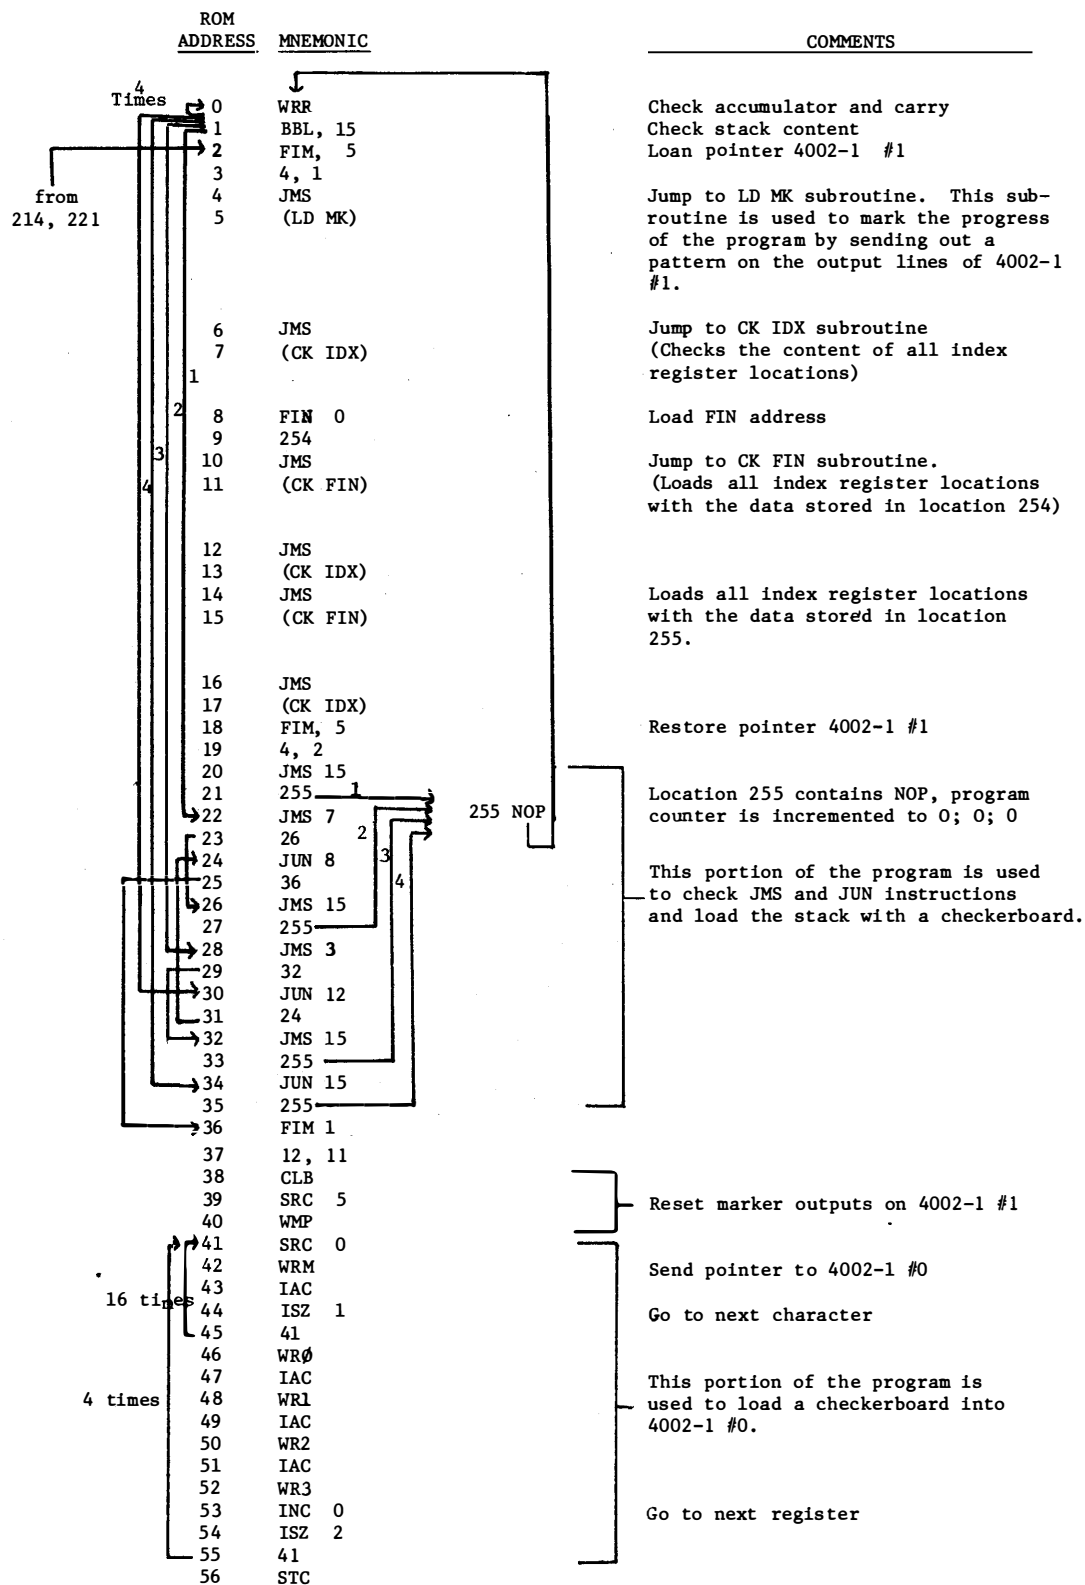 ROM
ADDRESS MNEMONIC COMMENTS
4
Times
0 WRR Check accumulator and carry
1 BBL, 15 Check stack content
2 FIM, 5 Loan pointer 4002-1 #1
3 4, 1
from
214, 221
4 JMS Jump to LD MK subroutine. This sub-
5 (LD MK) routine is used to mark the progress
of the program by sending out a
pattern on the output lines of 4002-1
#1.
6 JMS Jump to CK IDX subroutine
7 (CK IDX) (Checks the content of all index
register locations)
1
2
3
4
8 FIN 0 Load FIN address
9 254
10 JMS Jump to CK FIN subroutine.
11 (CK FIN) (Loads all index register locations
with the data stored in location 254)
12 JMS
13 (CK IDX)
14 JMS Loads all index register locations
15 (CK FIN) with the data stored in location
255.
16 JMS
17 (CK IDX)
18 FIM, 5 Restore pointer 4002-1 #1
19 4, 2
20 JMS 15
21 255 1 Location 255 contains NOP, program
22 JMS 7 255 NOP counter is incremented to 0; 0; 0
23 26 2
24 JUN 8 3 This portion of the program is used
25 36 4 to check JMS and JUN instructions
26 JMS 15 and load the stack with a checkerboard.
27 255
28 JMS 3
29 32
30 JUN 12
31 24
32 JMS 15
33 255
34 JUN 15
35 255
36 FIM 1
37 12, 11
38 CLB
39 SRC 5 Reset marker outputs on 4002-1 #1
40 WMP
41 SRC 0
42 WRM Send pointer to 4002-1 #0
43 IAC
16 times
44 ISZ 1 Go to next character
45 41
46 WRØ
47 IAC This portion of the program is
4 times 48 WR1 used to load a checkerboard into
49 IAC 4002-1 #0.
50 WR2
51 IAC
52 WR3
53 INC 0 Go to next register
54 ISZ 2
55 41
56 STC